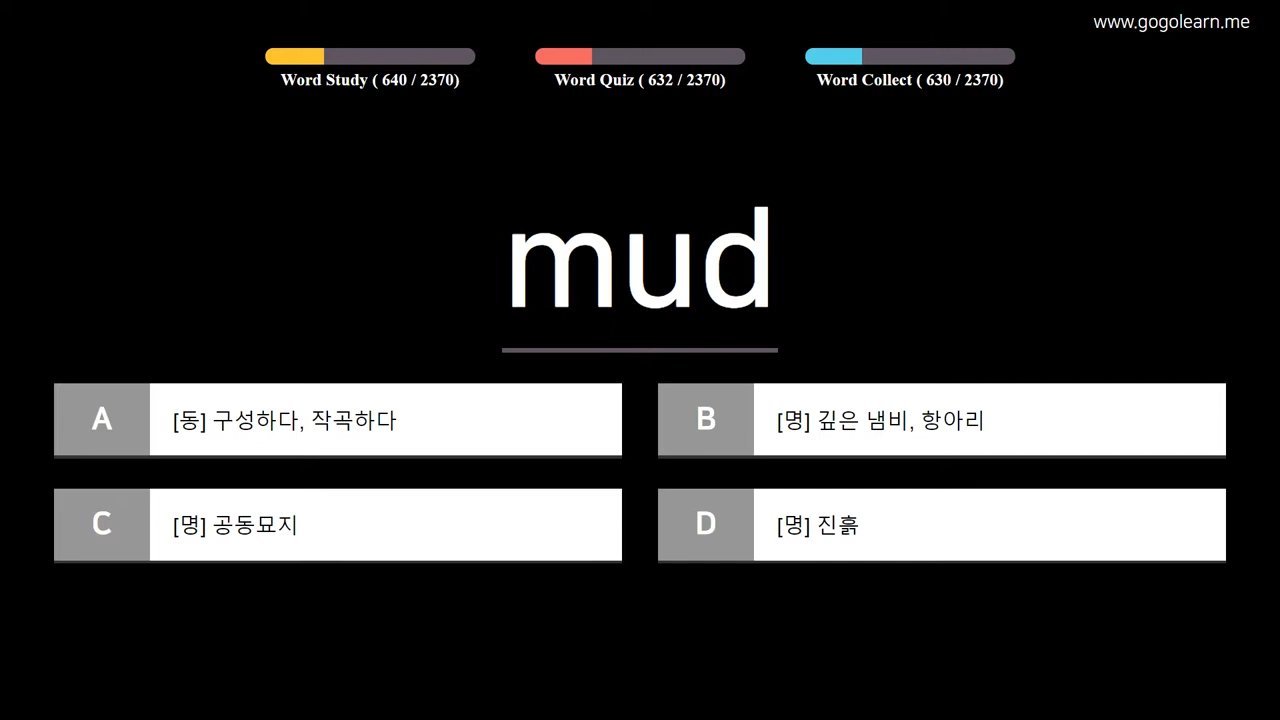 www.gogolearn.me
Word Study ( 640 / 2370)
Word Quiz ( 632 / 2370)
Word Collect ( 630 / 2370)
mud
A [동] 구성하다, 작곡하다
B [명] 깊은 냄비, 항아리
C [명] 공동묘지
D [명] 진흙